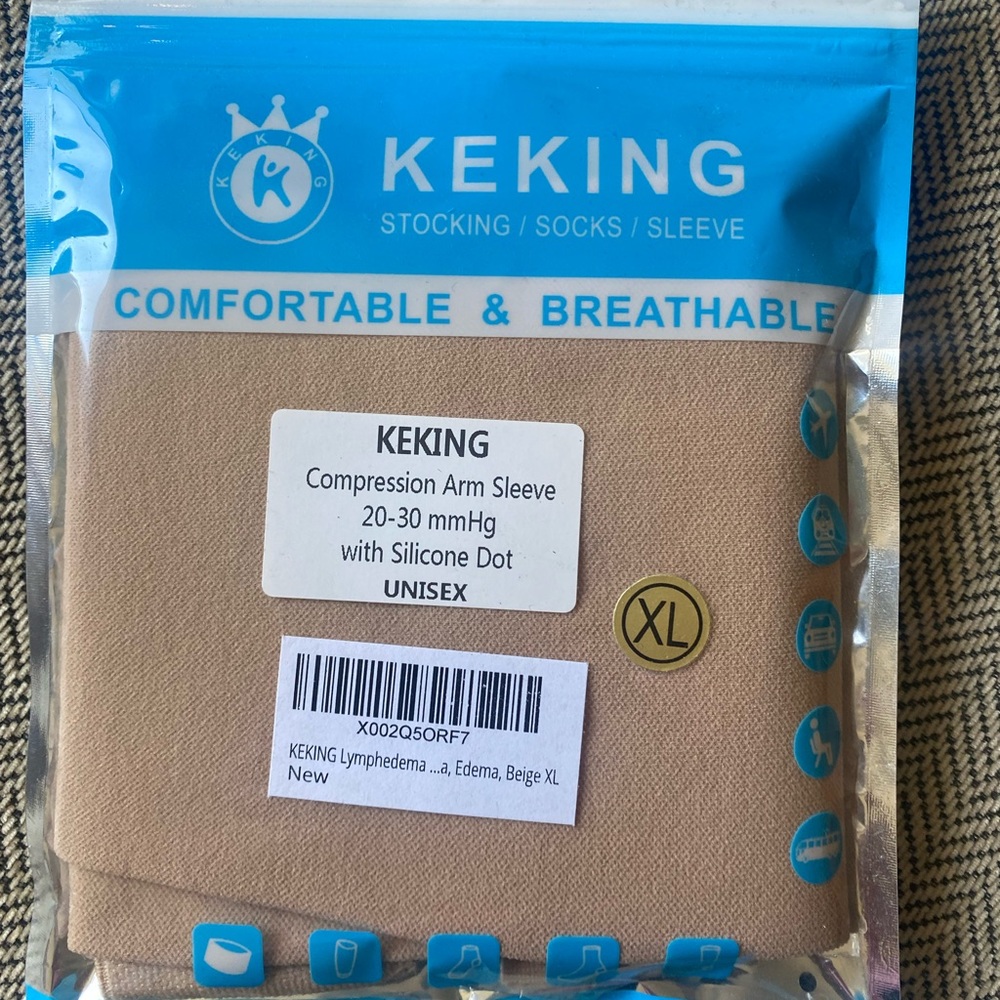 KEKING
KEKING
STOCKING / SOCKS / SLEEVE
COMFORTABLE & BREATHABLE
KEKING
Compression Arm Sleeve
20-30 mmHg
with Silicone Dot
UNISEX
XL
X002Q5ORF7
KEKING Lymphedema ...a, Edema, Beige XL
New